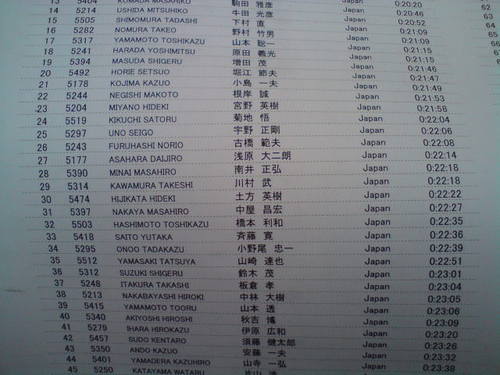 14 5214 USHIDA MITSUHIKO 牛田 光彦 Japan
15 5505 SHIMOMURA TADASHI 下村 直 Japan 0:20:52
16 5282 NOMURA TAKEO 野村 竹男 Japan 0:21:09
17 5317 YAMAMOTO TOSHIKAZU 山本 聡一 Japan 0:21:09
18 5241 HARADA YOSHIMITSU 原田 義光 Japan 0:21:15
19 5394 MASUDA SHIGERU 増田 茂 Japan 0:21:46
20 5492 HORIE SETSUO 堀江 節夫 Japan 0:21:47
21 5178 KOJIMA KAZUO 小島 一夫 Japan 0:21:49
22 5244 NEGISHI MAKOTO 根岸 誠 Japan 0:21:53
23 5204 MIYANO HIDEKI 宮野 英樹 Japan 0:21:58
24 5519 KIKUCHI SATORU 菊地 悟 Japan 0:22:04
25 5297 UNO SEIGO 宇野 正剛 Japan 0:22:06
26 5243 FURUHASHI NORIO 古橋 範夫 Japan 0:22:08
27 5177 ASAHARA DAIJIRO 浅原 大二朗 Japan 0:22:14
28 5390 MINAI MASAHIRO 南井 正弘 Japan 0:22:18
29 5314 KAWAMURA TAKESHI 川村 武 Japan 0:22:18
30 5474 HIJIKATA HIDEKI 土方 英樹 Japan 0:22:22
31 5397 NAKAYA MASAHIRO 中屋 昌宏 Japan 0:22:27
32 5503 HASHIMOTO TOSHIKAZU 橋本 利和 Japan 0:22:35
33 5418 SAITO YUTAKA 斉藤 寛 Japan 0:22:36
34 5295 ONOO TADAKAZU 小野尾 忠一 Japan 0:22:39
35 5512 YAMASAKI TATSUYA 山崎 達也 Japan 0:22:51
36 5312 SUZUKI SHIGERU 鈴木 茂 Japan 0:23:01
37 5248 ITAKURA TAKASHI 板倉 孝 Japan 0:23:04
38 5213 NAKABAYASHI HIROKI 中林 大樹 Japan 0:23:05
39 5415 YAMAMOTO TOORU 山本 透 Japan 0:23:06
40 5340 AKIYOSHI HIROSHI 秋吉 博 Japan 0:23:09
41 5279 IHARA HIROKAZU 伊原 広和 Japan 0:23:20
42 5457 SUDO KENTARO 須藤 健太郎 Japan 0:23:26
43 5350 ANDO KAZUO 安藤 一夫 Japan 0:23:32
44 5401 YAMADERA KAZUHIRO 山寺 一弘 Japan 0:23:38
45 5250 KATAYAMA WATARU Japan